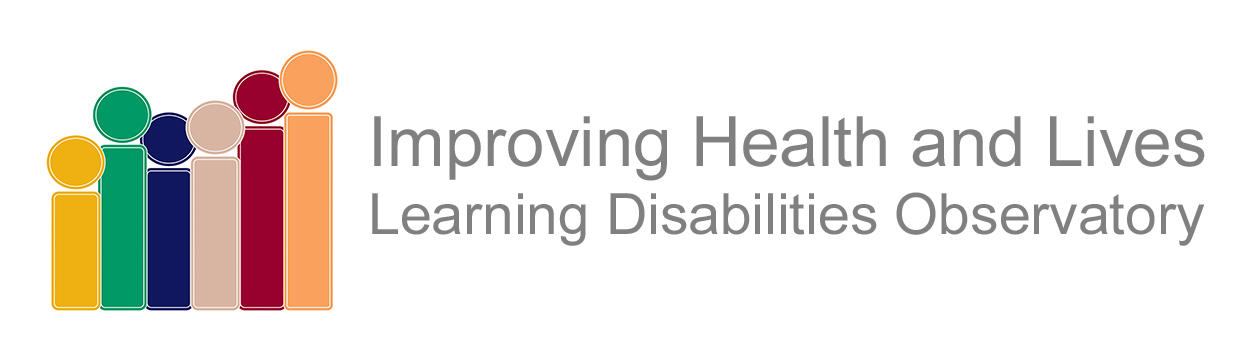 Improving Health and Lives
Learning Disabilities Observatory